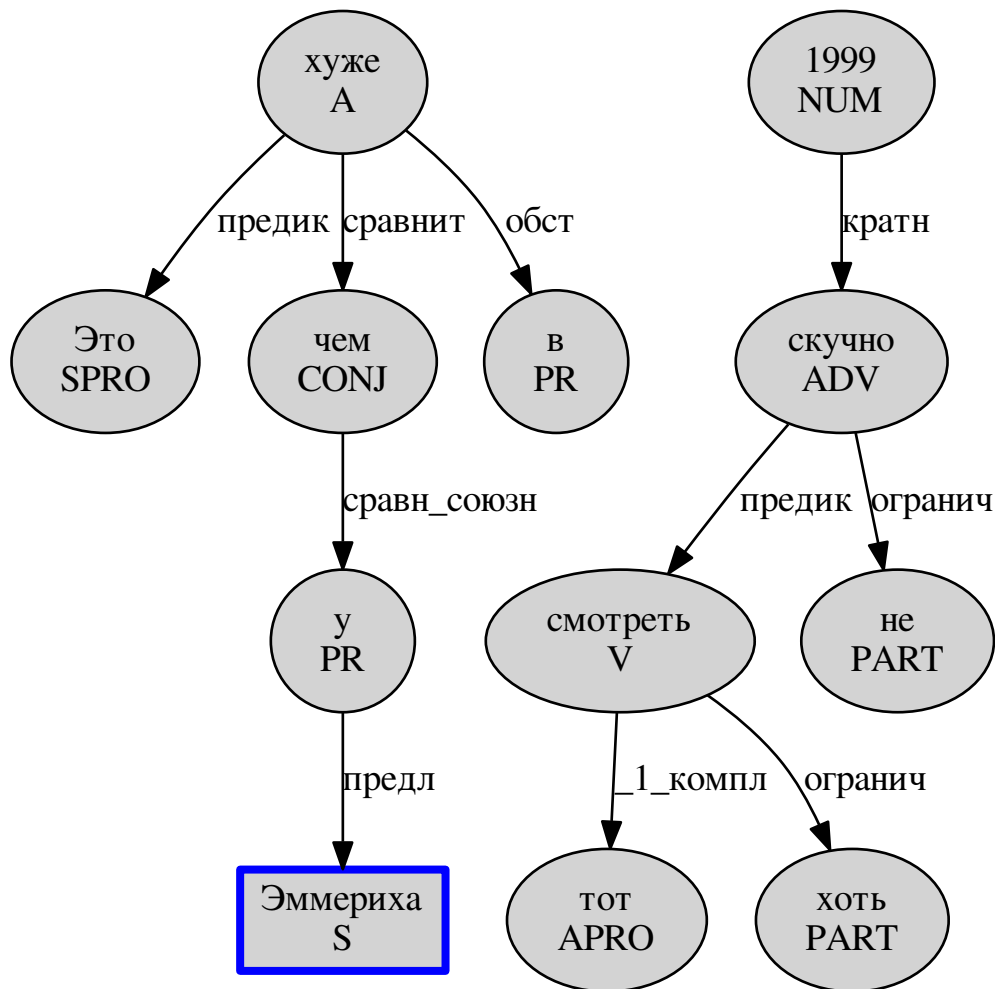 хуже
A
1999
NUM
предик
сравнит
обст
кратн
Это
SPRO
чем
CONJ
в
PR
скучно
ADV
сравн_союзн
предик
огранич
у
PR
смотреть
V
не
PART
предл
_1_компл
огранич
Эммериха
S
тот
APRO
хоть
PART